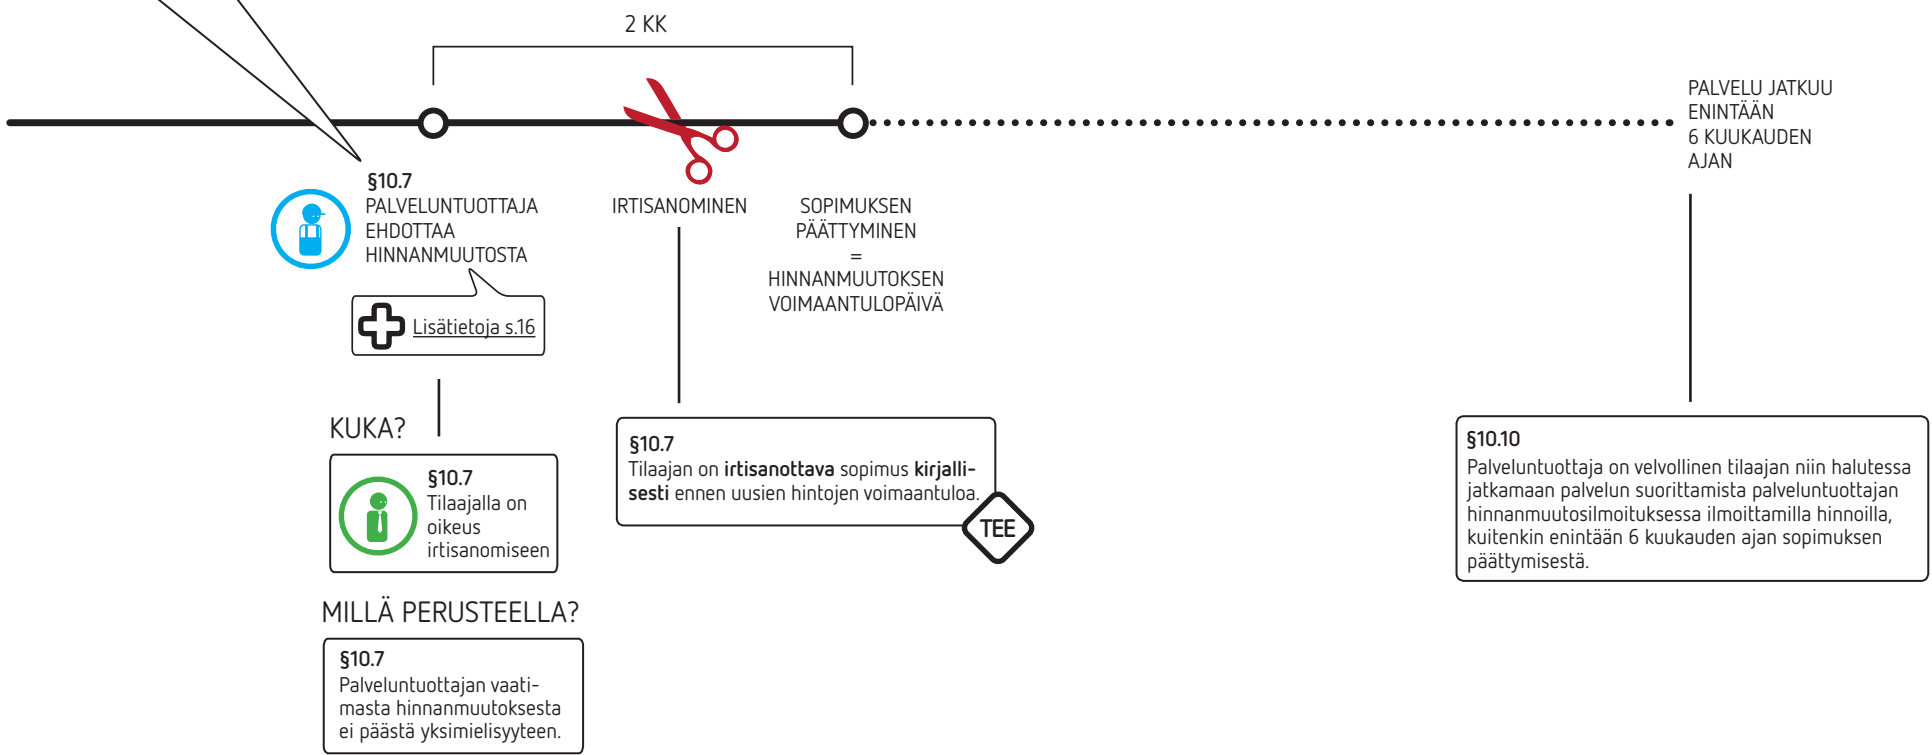 2 KK
PALVELU JATKUU
ENINTÄÄN
6 KUUKAUDEN
AJAN
§10.7
PALVELUNTUOTTAJA
EHDOTTAA
HINNANMUUTOSTA
Lisätietoja s.16
IRTISANOMINEN
SOPIMUKSEN
PÄÄTTYMINEN
=
HINNANMUUTOKSEN
VOIMAANTULOPÄIVÄ
KUKA?
§10.7
Tilaajalla on
oikeus
irtisanomiseen
MILLÄ PERUSTEELLA?
§10.7
Palveluntuottajan vaati-
masta hinnanmuutoksesta
ei päästä yksimielisyyteen.
§10.7
Tilaajan on irtisanottava sopimus kirjalli-
sesti ennen uusien hintojen voimaantuloa.
TEE
§10.10
Palveluntuottaja on velvollinen tilaajan niin halutessa
jatkamaan palvelun suorittamista palveluntuottajan
hinnanmuutosilmoituksessa ilmoittamilla hinnoilla,
kuitenkin enintään 6 kuukauden ajan sopimuksen
päättymisestä.